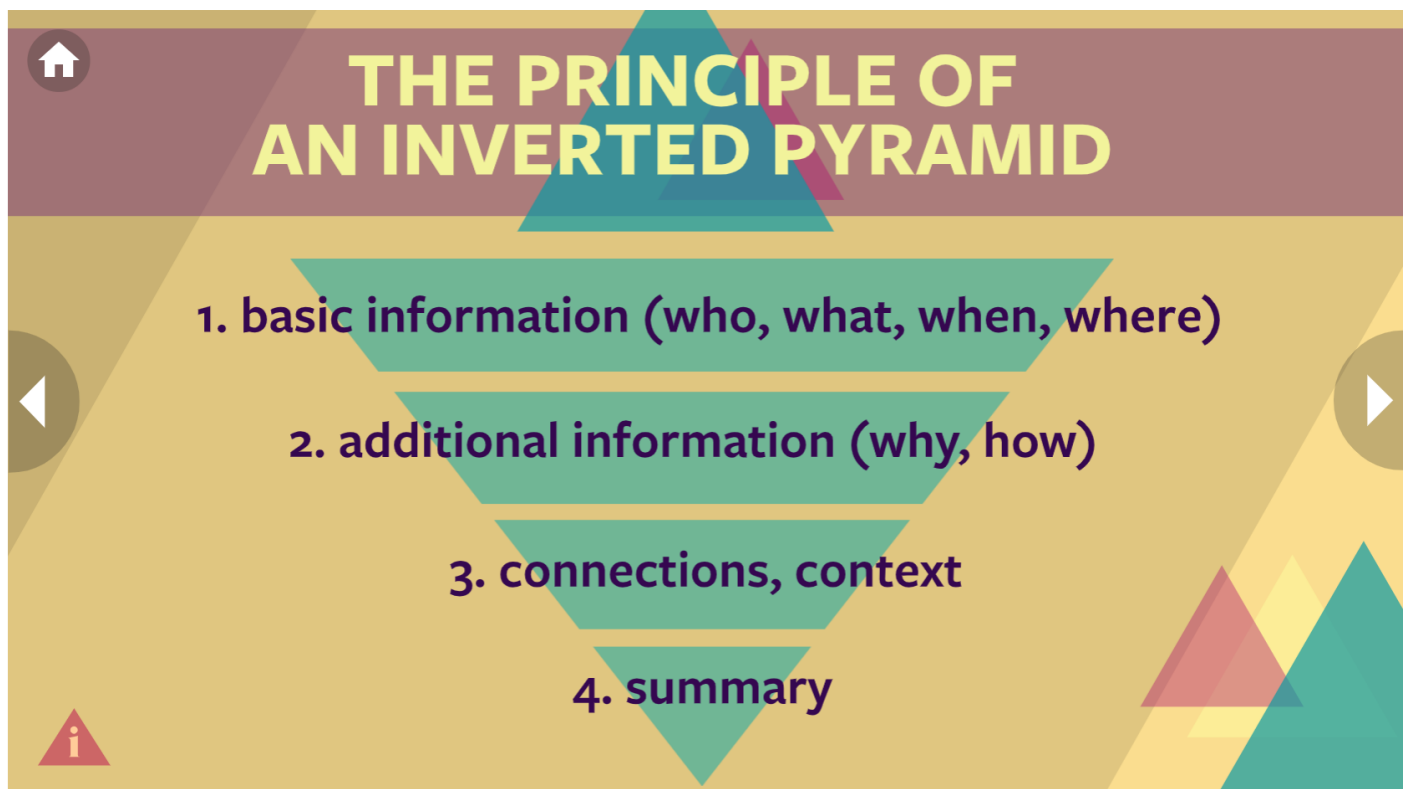 THE PRINCIPLE OF
AN INVERTED PYRAMID
1. basic information (who, what, when, where)
2. additional information (why, how)
3. connections, context
4. summary
i